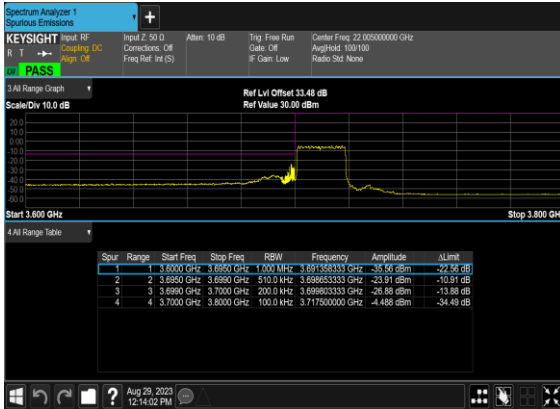 Spectrum Analyzer 1
Spurious Emissions
+
KEYSIGHT Input: RF Input Z: 50 Ω Atten: 10 dB Trig: Free Run Center Freq: 22.005000000 GHz
R T Coupling: DC Corrections: Off Gate: Off Avg|Hold: 100/100
Align: Off Freq Ref: Int (S) IF Gain: Low Radio Std: None
PASS
3 All Range Graph
Scale/Div 10.0 dB
Ref Lvl Offset 33.48 dB
Ref Value 30.00 dBm
20.0
10.0
0.00
-10.0
-20.0
-30.0
-40.0
-50.0
-60.0
Start 3.600 GHz Stop 3.800 GH
4 All Range Table
Spur Range Start Freq Stop Freq RBW Frequency Amplitude ΔLimit
1 1 3.6000 GHz 3.6950 GHz 1.000 MHz 3.691358333 GHz -35.56 dBm -22.56 dB
2 2 3.6950 GHz 3.6990 GHz 510.0 kHz 3.698653333 GHz -23.91 dBm -10.91 dB
3 3 3.6990 GHz 3.7000 GHz 200.0 kHz 3.699803333 GHz -26.88 dBm -13.88 dB
4 4 3.7000 GHz 3.8000 GHz 100.0 kHz 3.717500000 GHz -4.488 dBm -34.49 dB
? Aug 29, 2023
12:14:02 PM